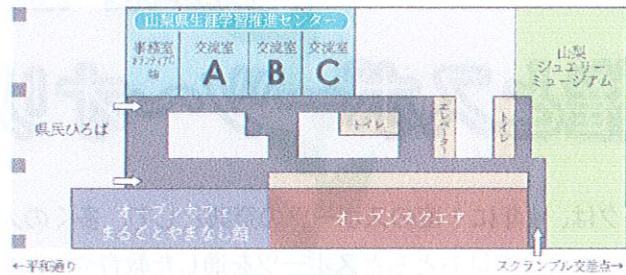 山梨県生涯学習推進センター
事務室
交流室
A
交流室
B
交流室
C
山梨
ジュエリー
ミュージアム
県民ひろば
トイレ
エレベーター
トイレ
オープンカフェ
まるごとやまなし館
オープンスクエア
←平和通り
スクランブル交差点→